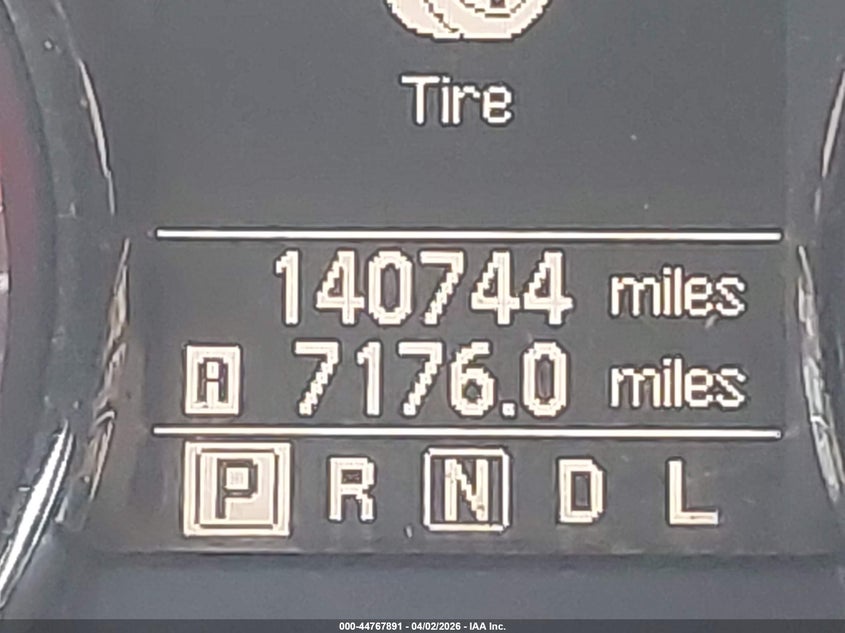 Tire
140744 miles
A 7176.0 miles
P R N D L
000-44767891 - 04/02/2026 - IAA Inc.